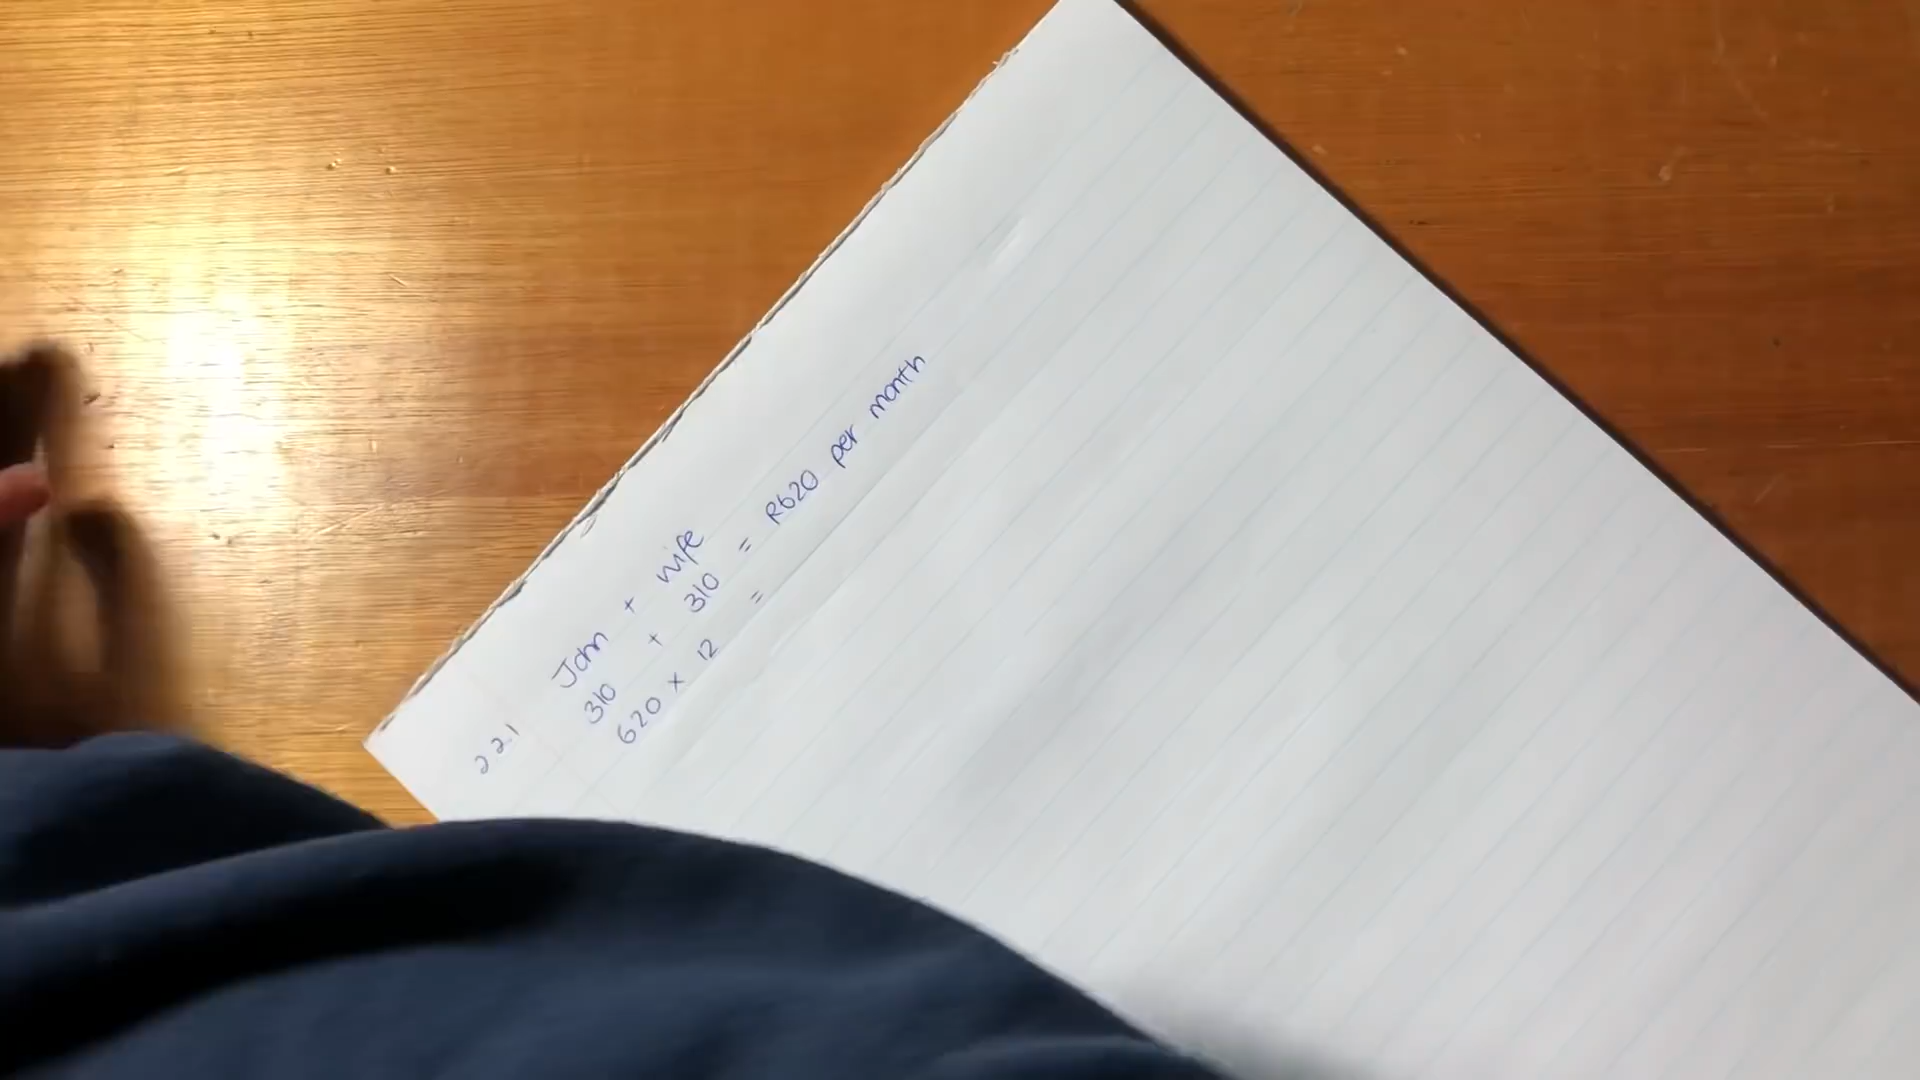 2.2.1 John + wife
310 + 310 = R620 per month
620 x 12 =